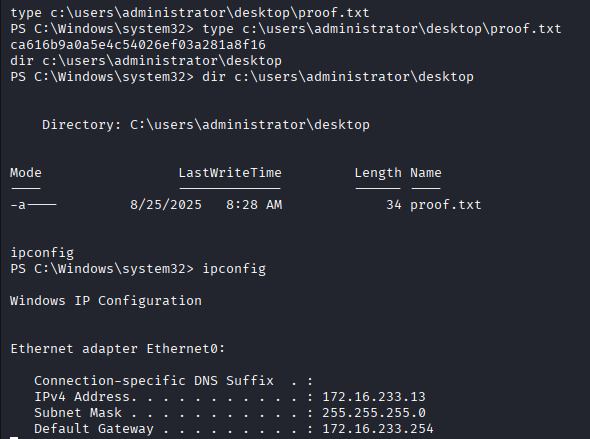 type c:\users\administrator\desktop\proof.txt
PS C:\Windows\system32> type c:\users\administrator\desktop\proof.txt
ca616b9a0a5e4c54026ef03a281a8f16
dir c:\users\administrator\desktop
PS C:\Windows\system32> dir c:\users\administrator\desktop
Directory: C:\users\administrator\desktop
Mode LastWriteTime Length Name
---- ------------- ------ ----
-a---- 8/25/2025 8:28 AM 34 proof.txt
ipconfig
PS C:\Windows\system32> ipconfig
Windows IP Configuration
Ethernet adapter Ethernet0:
Connection-specific DNS Suffix . :
IPv4 Address. . . . . . . . . . . : 172.16.233.13
Subnet Mask . . . . . . . . . . . : 255.255.255.0
Default Gateway . . . . . . . . . : 172.16.233.254